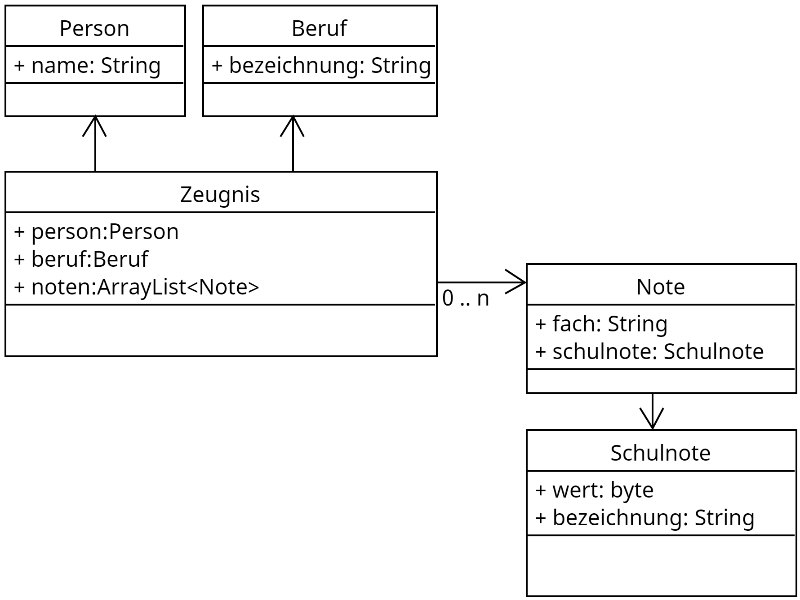 Person
+ name: String
Beruf
+ bezeichnung: String
Zeugnis
+ person:Person
+ beruf:Beruf
+ noten:ArrayList<Note>
0 .. n
Note
+ fach: String
+ schulnote: Schulnote
Schulnote
+ wert: byte
+ bezeichnung: String